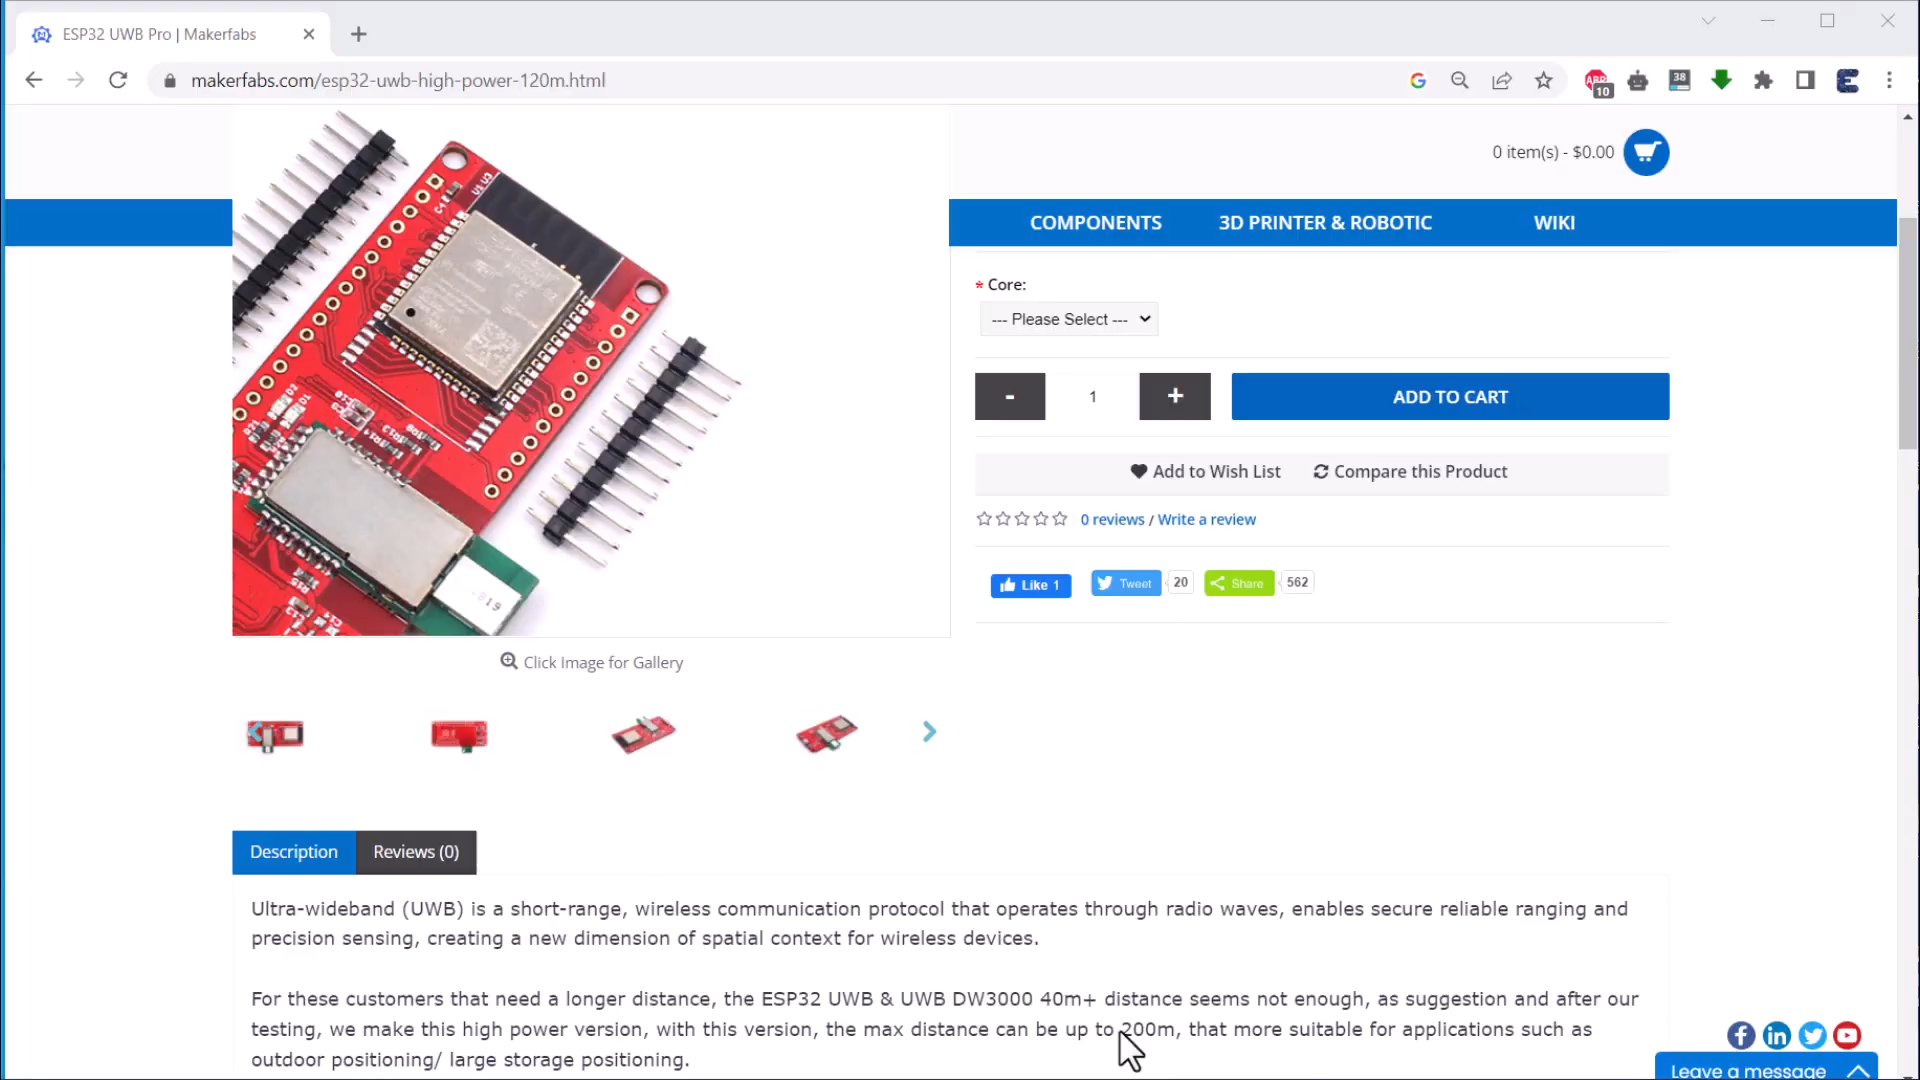 ESP32 UWB Pro | Makerfabs
makerfabs.com/esp32-uwb-high-power-120m.html
10
38
0 item(s) - $0.00
COMPONENTS
3D PRINTER & ROBOTIC
WIKI
* Core:
--- Please Select ---
-
1
+
ADD TO CART
Add to Wish List
Compare this Product
0 reviews / Write a review
Like 1
Tweet
20
Share
562
Click Image for Gallery
Description
Reviews (0)
Ultra-wideband (UWB) is a short-range, wireless communication protocol that operates through radio waves, enables secure reliable ranging and
precision sensing, creating a new dimension of spatial context for wireless devices.
For these customers that need a longer distance, the ESP32 UWB & UWB DW3000 40m+ distance seems not enough, as suggestion and after our
testing, we make this high power version, with this version, the max distance can be up to 200m, that more suitable for applications such as
outdoor positioning/ large storage positioning.
Leave a message